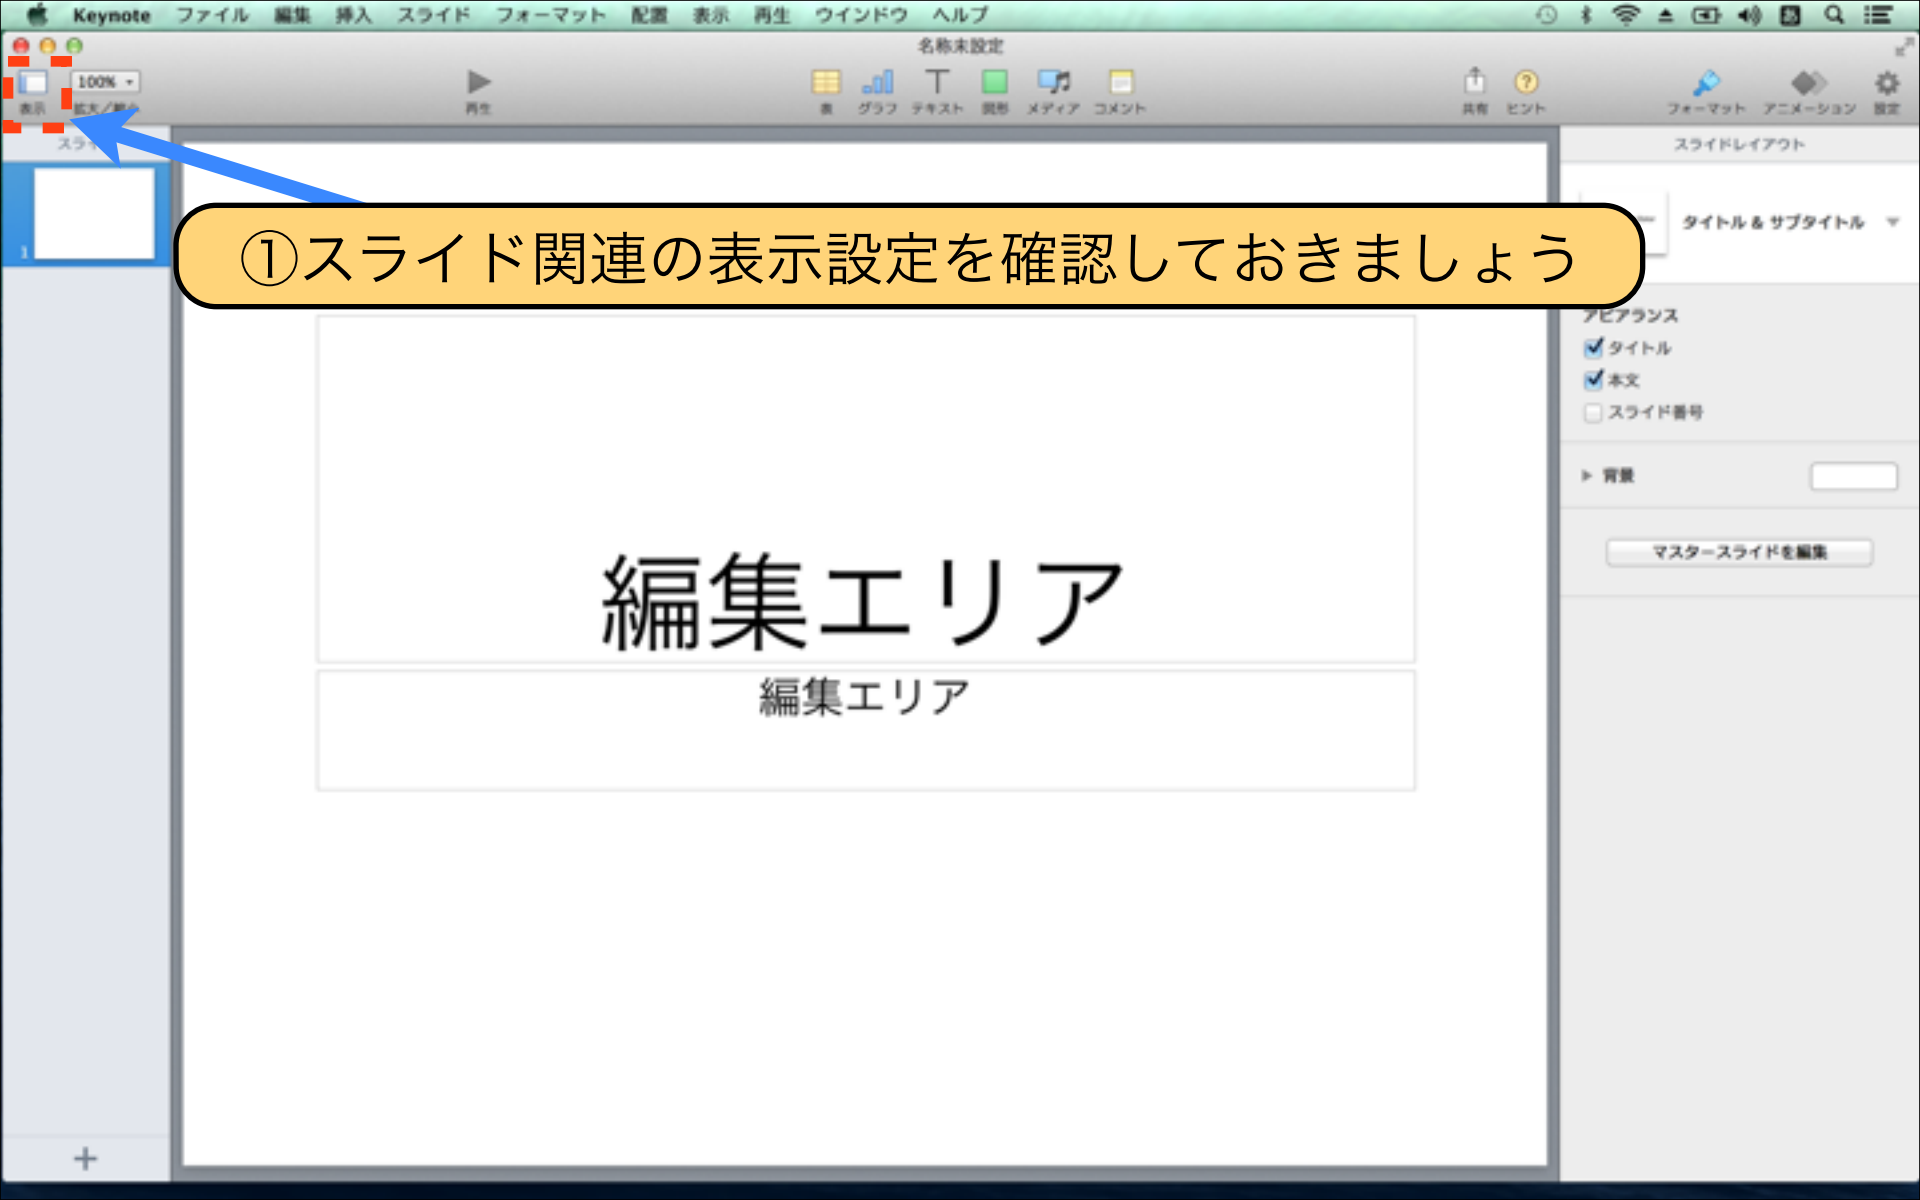 Keynote ファイル 編集 挿入 スライド フォーマット 配置 表示 再生 ウインドウ ヘルプ
名称未設定
100%
表示 拡大／縮小 再生 表 グラフ テキスト 図形 メディア コメント 共有 ヒント フォーマット アニメーション 設定
スライドレイアウト
タイトル & サブタイトル
1
①スライド関連の表示設定を確認しておきましょう
アピアランス
タイトル
本文
スライド番号
背景
マスタースライドを編集
編集エリア
編集エリア